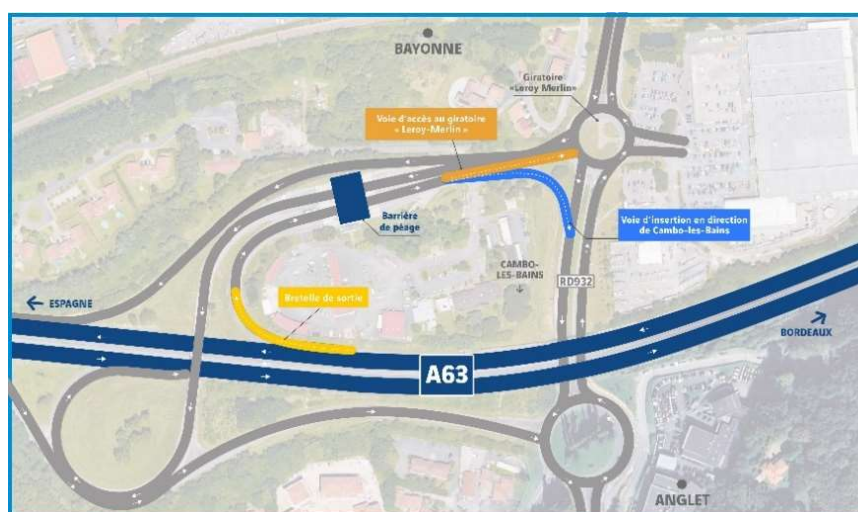 BAYONNE
Giratoire
«Leroy Merlin»
Voie d'accès au giratoire
« Leroy-Merlin »
Barrière
de péage
Voie d'insertion en direction
de Cambo-les-Bains
CAMBO-
LES-BAINS
RD932
ESPAGNE
Bretelle de sortie
BORDEAUX
A63
ANGLET